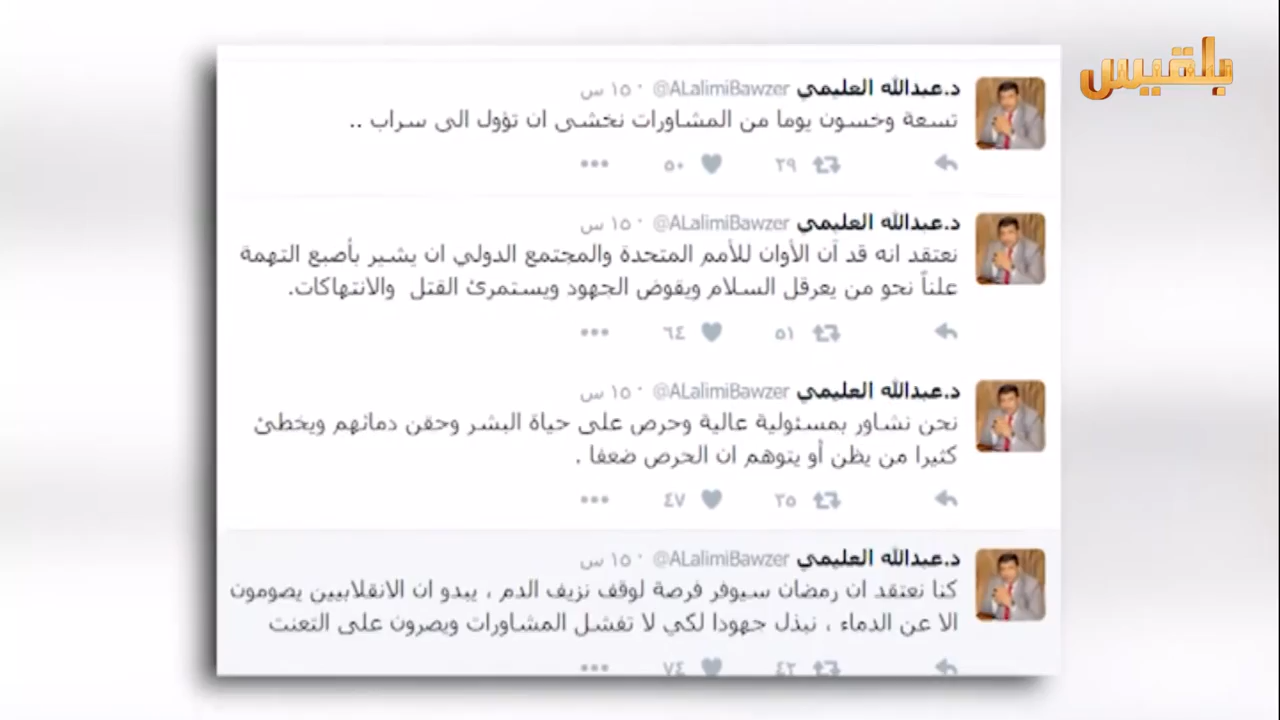 بلقيس
د.عبدالله العليمي @ALalimiBawzer · ١٥ س
تسعة وخسون يوما من المشاورات نخشى ان تؤول الى سراب ..
٢٩ ٥٠
د.عبدالله العليمي @ALalimiBawzer · ١٥ س
نعتقد انه قد آن الأوان للأمم المتحدة والمجتمع الدولي ان يشير بأصبع التهمة
علناً نحو من يعرقل السلام ويقوض الجهود ويستمرئ القتل والانتهاكات.
٥١ ٦٤
د.عبدالله العليمي @ALalimiBawzer · ١٥ س
نحن نشاور بمسئولية عالية وحرص على حياة البشر وحقن دمائهم ويخطئ
كثيرا من يظن أو يتوهم ان الحرص ضعفا .
٢٥ ٤٧
د.عبدالله العليمي @ALalimiBawzer · ١٥ س
كنا نعتقد ان رمضان سيوفر فرصة لوقف نزيف الدم ، يبدو ان الانقلابيين يصومون
الا عن الدماء ، نبذل جهودا لكي لا تفشل المشاورات ويصرون على التعنت
٤٢ ٧٤